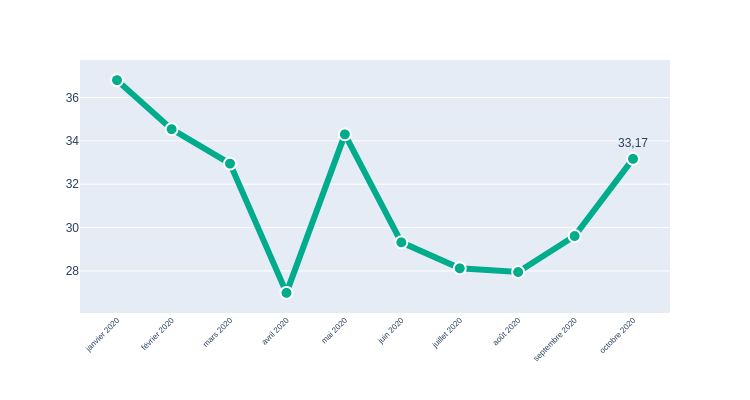 36
34
32
30
28
33,17
janvier 2020
février 2020
mars 2020
avril 2020
mai 2020
juin 2020
juillet 2020
août 2020
septembre 2020
octobre 2020